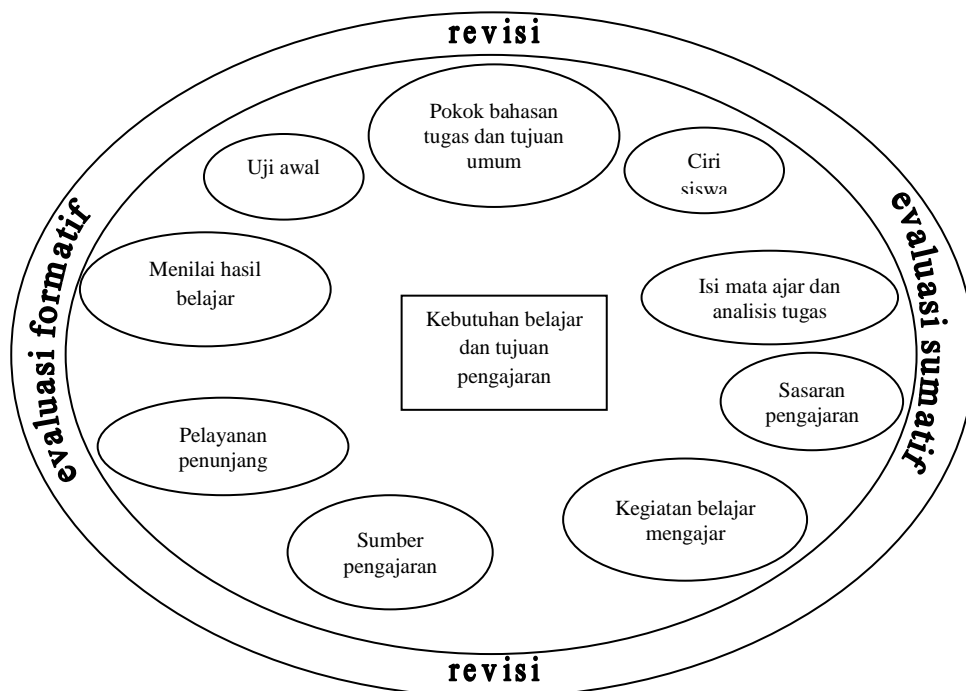 revisi
Pokok bahasan
tugas dan tujuan
umum
Ciri
siswa
Uji awal
evaluasi formatif
evaluasi sumatif
Menilai hasil
belajar
Isi mata ajar dan
analisis tugas
Kebutuhan belajar
dan tujuan
pengajaran
Sasaran
pengajaran
Pelayanan
penunjang
Kegiatan belajar
mengajar
Sumber
pengajaran
revisi